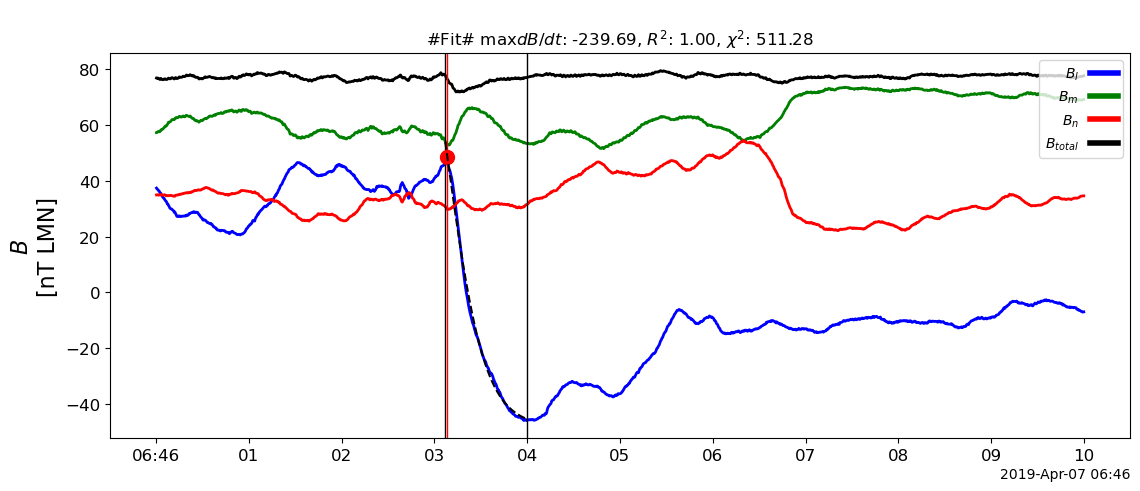 #Fit# maxdB/dt: -239.69, R²: 1.00, χ²: 511.28
80
60
40
20
0
−20
−40
B
[nT LMN]
B_l
B_m
B_n
B_total
06:46 01 02 03 04 05 06 07 08 09 10
2019-Apr-07 06:46